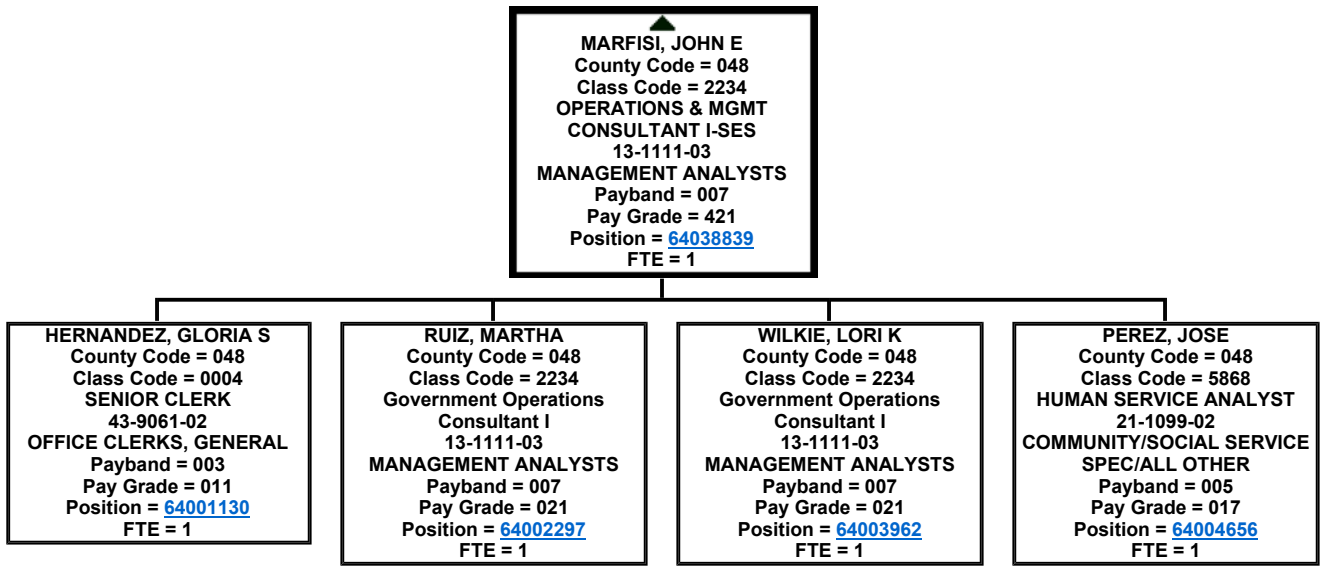 MARFISI, JOHN E
County Code = 048
Class Code = 2234
OPERATIONS & MGMT
CONSULTANT I-SES
13-1111-03
MANAGEMENT ANALYSTS
Payband = 007
Pay Grade = 421
Position = 64038839
FTE = 1
HERNANDEZ, GLORIA S
County Code = 048
Class Code = 0004
SENIOR CLERK
43-9061-02
OFFICE CLERKS, GENERAL
Payband = 003
Pay Grade = 011
Position = 64001130
FTE = 1
RUIZ, MARTHA
County Code = 048
Class Code = 2234
Government Operations
Consultant I
13-1111-03
MANAGEMENT ANALYSTS
Payband = 007
Pay Grade = 021
Position = 64002297
FTE = 1
WILKIE, LORI K
County Code = 048
Class Code = 2234
Government Operations
Consultant I
13-1111-03
MANAGEMENT ANALYSTS
Payband = 007
Pay Grade = 021
Position = 64003962
FTE = 1
PEREZ, JOSE
County Code = 048
Class Code = 5868
HUMAN SERVICE ANALYST
21-1099-02
COMMUNITY/SOCIAL SERVICE
SPEC/ALL OTHER
Payband = 005
Pay Grade = 017
Position = 64004656
FTE = 1